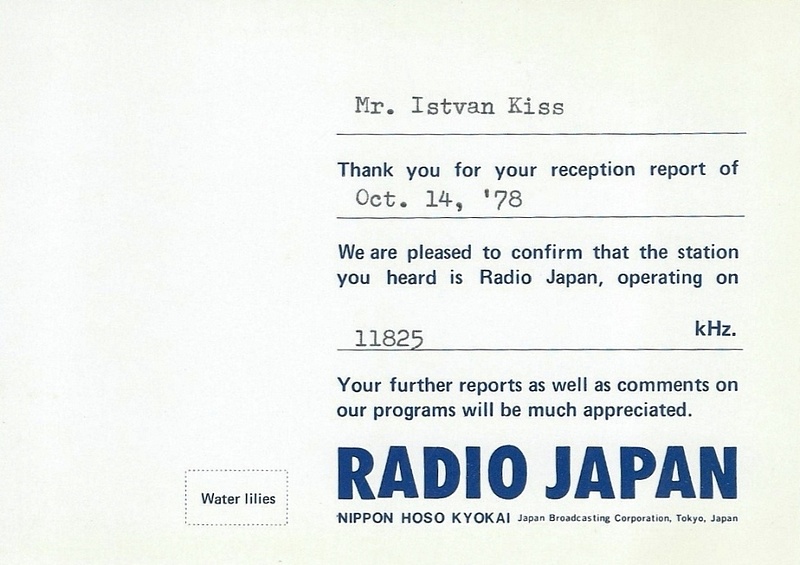 Mr. Istvan Kiss
Thank you for your reception report of
Oct. 14, '78
We are pleased to confirm that the station
you heard is Radio Japan, operating on
11825 kHz.
Your further reports as well as comments on
our programs will be much appreciated.
RADIO JAPAN
NIPPON HOSO KYOKAI Japan Broadcasting Corporation, Tokyo, Japan
Water lilies